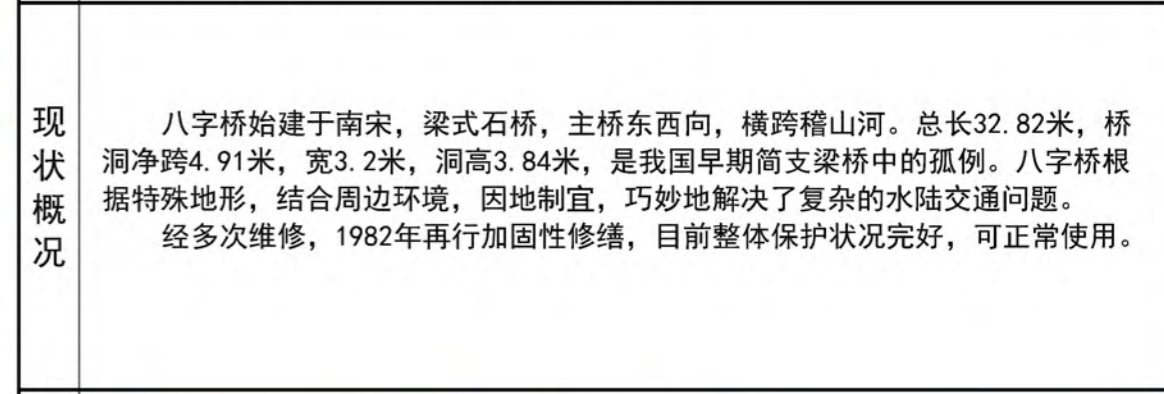 现状概况
八字桥始建于南宋，梁式石桥，主桥东西向，横跨稽山河。总长32.82米，桥
洞净跨4.91米，宽3.2米，洞高3.84米，是我国早期简支梁桥中的孤例。八字桥根
据特殊地形，结合周边环境，因地制宜，巧妙地解决了复杂的水陆交通问题。
经多次维修，1982年再行加固性修缮，目前整体保护状况完好，可正常使用。